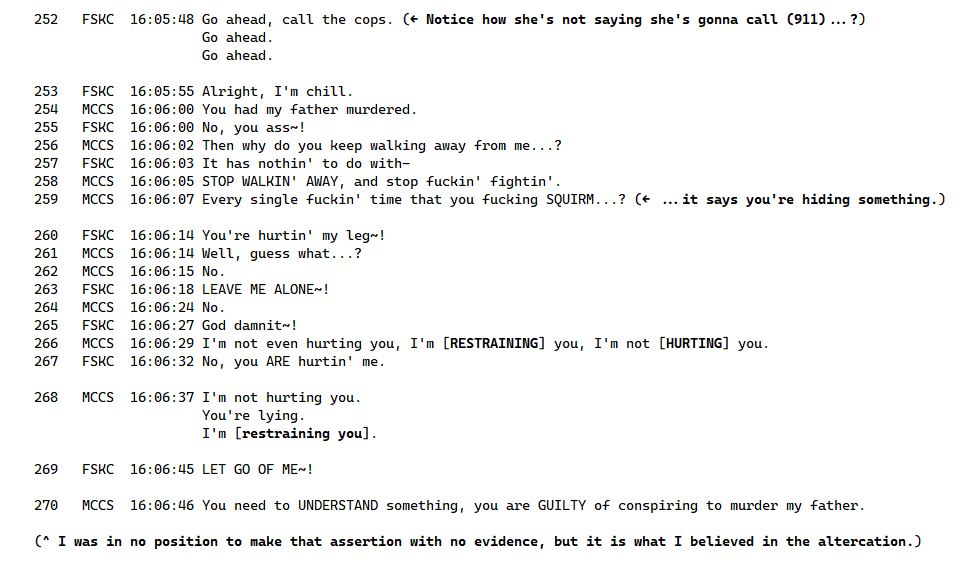 252 FSKC 16:05:48 Go ahead, call the cops. (← Notice how she's not saying she's gonna call (911)...?)
Go ahead.
Go ahead.
253 FSKC 16:05:55 Alright, I'm chill.
254 MCCS 16:06:00 You had my father murdered.
255 FSKC 16:06:00 No, you ass~!
256 MCCS 16:06:02 Then why do you keep walking away from me...?
257 FSKC 16:06:03 It has nothin' to do with–
258 MCCS 16:06:05 STOP WALKIN' AWAY, and stop fuckin' fightin'.
259 MCCS 16:06:07 Every single fuckin' time that you fucking SQUIRM...? (← ...it says you're hiding something.)
260 FSKC 16:06:14 You're hurtin' my leg~!
261 MCCS 16:06:14 Well, guess what...?
262 MCCS 16:06:15 No.
263 FSKC 16:06:18 LEAVE ME ALONE~!
264 MCCS 16:06:24 No.
265 FSKC 16:06:27 God damnit~!
266 MCCS 16:06:29 I'm not even hurting you, I'm [RESTRAINING] you, I'm not [HURTING] you.
267 FSKC 16:06:32 No, you ARE hurtin' me.
268 MCCS 16:06:37 I'm not hurting you.
You're lying.
I'm [restraining you].
269 FSKC 16:06:45 LET GO OF ME~!
270 MCCS 16:06:46 You need to UNDERSTAND something, you are GUILTY of conspiring to murder my father.
(^ I was in no position to make that assertion with no evidence, but it is what I believed in the altercation.)